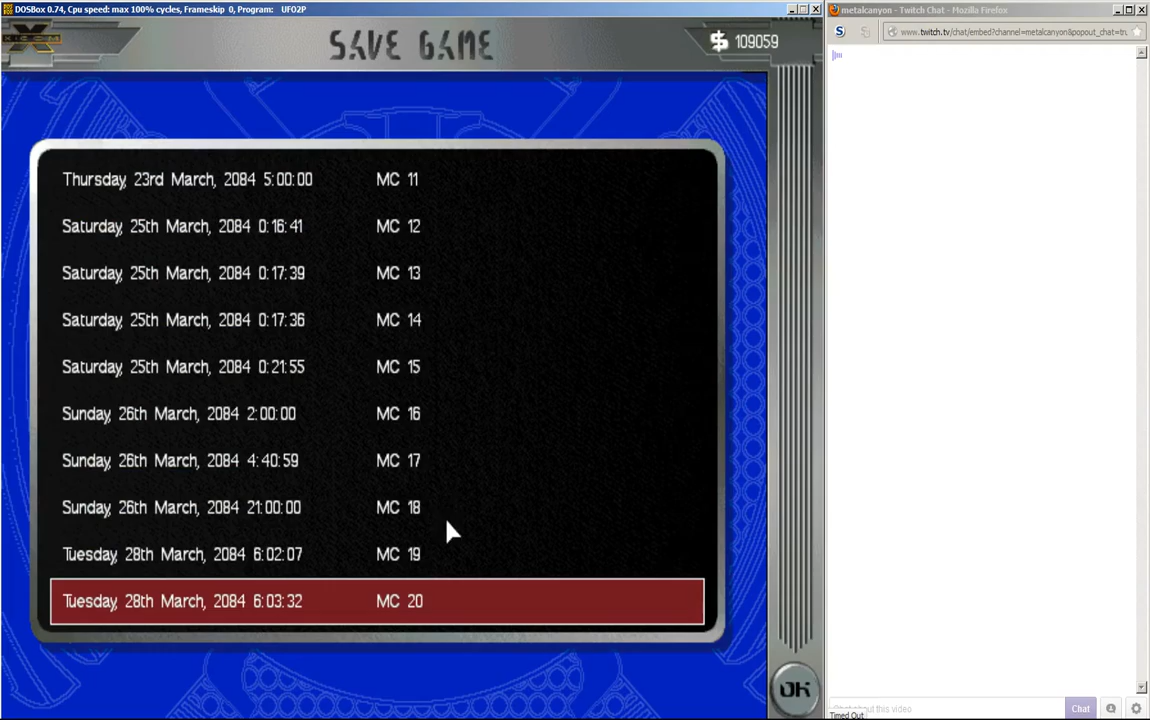 DOSBox 0.74, Cpu speed: max 100% cycles, Frameskip 0, Program: UFO2P
metalcanyon - Twitch Chat - Mozilla Firefox
www.twitch.tv/chat/embed?channel=metalcanyon&popout_chat=tru
X-COM
SAVE GAME
$ 109059
Thursday, 23rd March, 2084 5:00:00 MC 11
Saturday, 25th March, 2084 0:16:41 MC 12
Saturday, 25th March, 2084 0:17:39 MC 13
Saturday, 25th March, 2084 0:17:36 MC 14
Saturday, 25th March, 2084 0:21:55 MC 15
Sunday, 26th March, 2084 2:00:00 MC 16
Sunday, 26th March, 2084 4:40:59 MC 17
Sunday, 26th March, 2084 21:00:00 MC 18
Tuesday, 28th March, 2084 6:02:07 MC 19
Tuesday, 28th March, 2084 6:03:32 MC 20
OK
Chat about this video
Chat
Timed Out